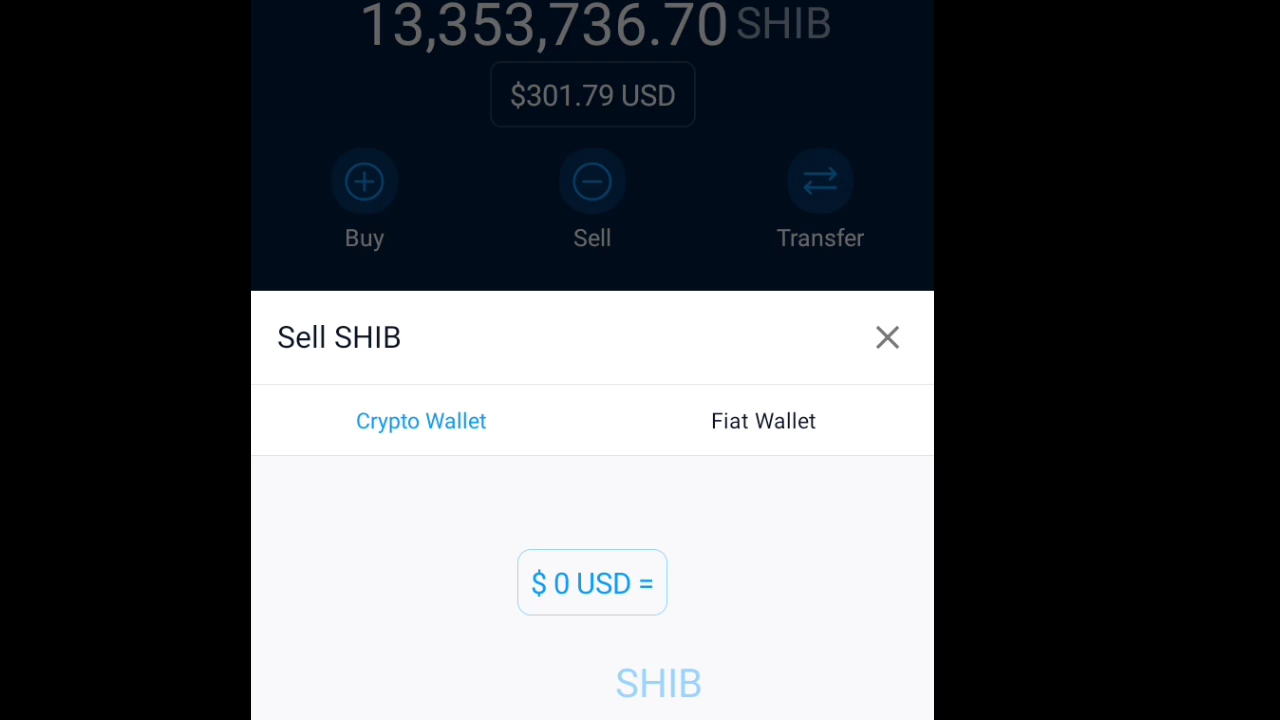 13,353,736.70 SHIB
$301.79 USD
Buy Sell Transfer
Sell SHIB
Crypto Wallet Fiat Wallet
$ 0 USD =
SHIB